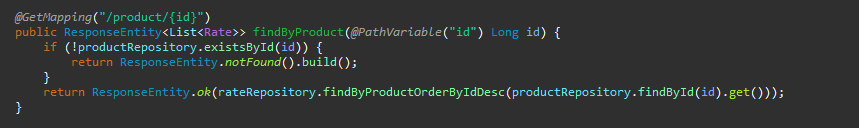 @GetMapping("/product/{id}")
public ResponseEntity<List<Rate>> findByProduct(@PathVariable("id") Long id) {
if (!productRepository.existsById(id)) {
return ResponseEntity.notFound().build();
}
return ResponseEntity.ok(rateRepository.findByProductOrderByIdDesc(productRepository.findById(id).get()));
}